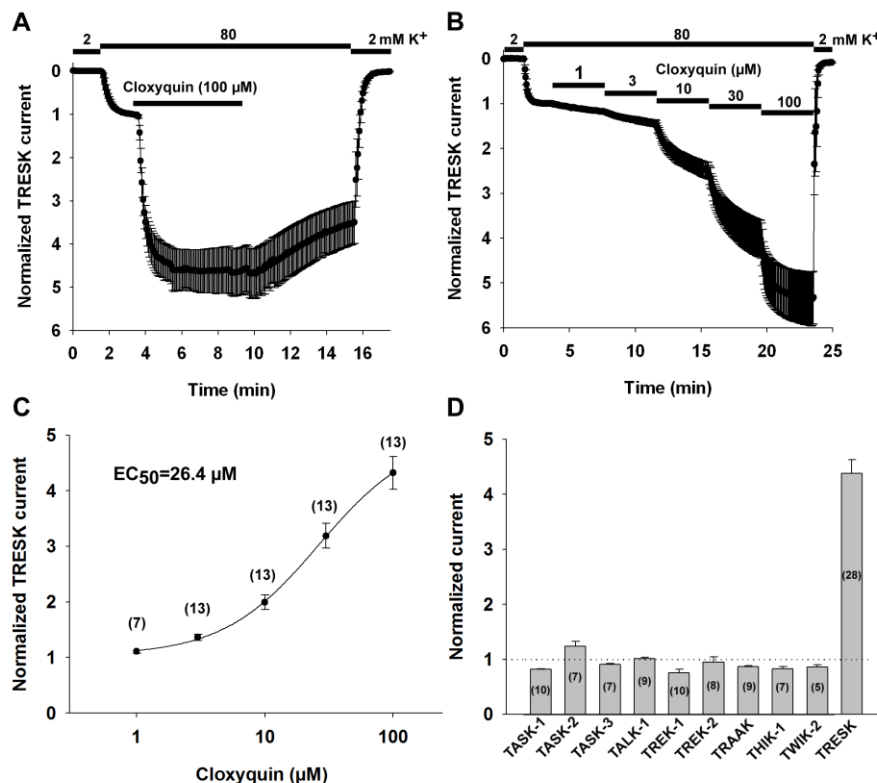 A
2 80 2 mM K+
Cloxyquin (100 µM)
Normalized TRESK current
0
1
2
3
4
5
6
0 2 4 6 8 10 12 14 16
Time (min)
B
2 80 2 mM K+
Cloxyquin (µM)
1 3 10 30 100
Normalized TRESK current
0
1
2
3
4
5
6
0 5 10 15 20 25
Time (min)
C
EC50=26.4 µM
Normalized TRESK current
5
4
3
2
1
0
(7) (13) (13) (13) (13)
1 10 100
Cloxyquin (µM)
D
Normalized current
5
4
3
2
1
0
(10) (7) (7) (9) (10) (8) (9) (7) (5) (28)
TASK-1 TASK-2 TASK-3 TALK-1 TREK-1 TREK-2 TRAAK THIK-1 TWIK-2 TRESK